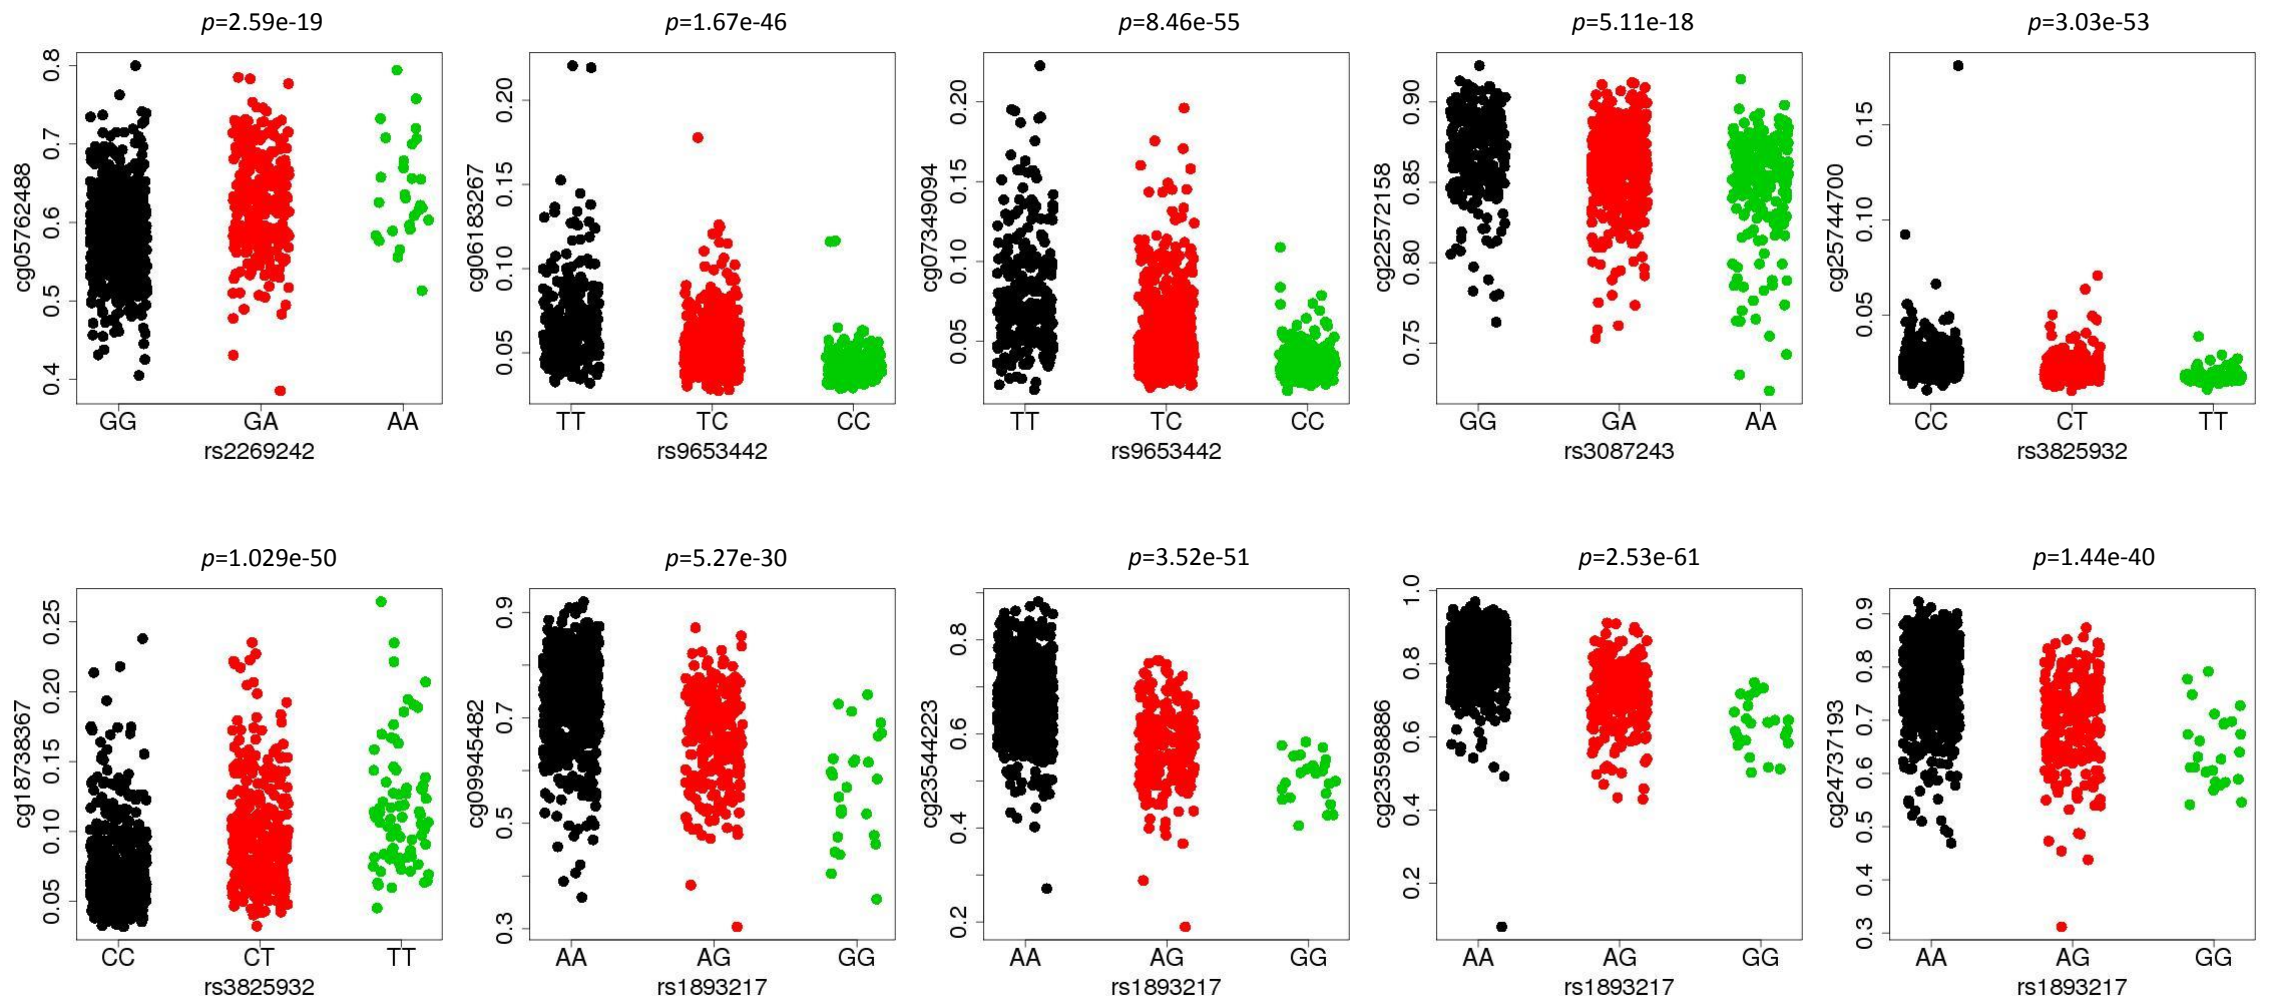 p=2.59e-19
p=1.67e-46
p=8.46e-55
p=5.11e-18
p=3.03e-53
cg05762488
0.8
0.7
0.6
0.5
0.4
GG GA AA
rs2269242
cg06183267
0.20
0.15
0.10
0.05
TT TC CC
rs9653442
cg07349094
0.20
0.15
0.10
0.05
TT TC CC
rs9653442
cg22572158
0.90
0.85
0.80
0.75
GG GA AA
rs3087243
cg25744700
0.15
0.10
0.05
CC CT TT
rs3825932
p=1.029e-50
p=5.27e-30
p=3.52e-51
p=2.53e-61
p=1.44e-40
cg18738367
0.25
0.20
0.15
0.10
0.05
CC CT TT
rs3825932
cg09945482
0.9
0.7
0.5
0.3
AA AG GG
rs1893217
cg23544223
0.8
0.6
0.4
0.2
AA AG GG
rs1893217
cg23598886
1.0
0.8
0.6
0.4
0.2
AA AG GG
rs1893217
cg24737193
0.9
0.8
0.7
0.6
0.5
0.4
0.3
AA AG GG
rs1893217